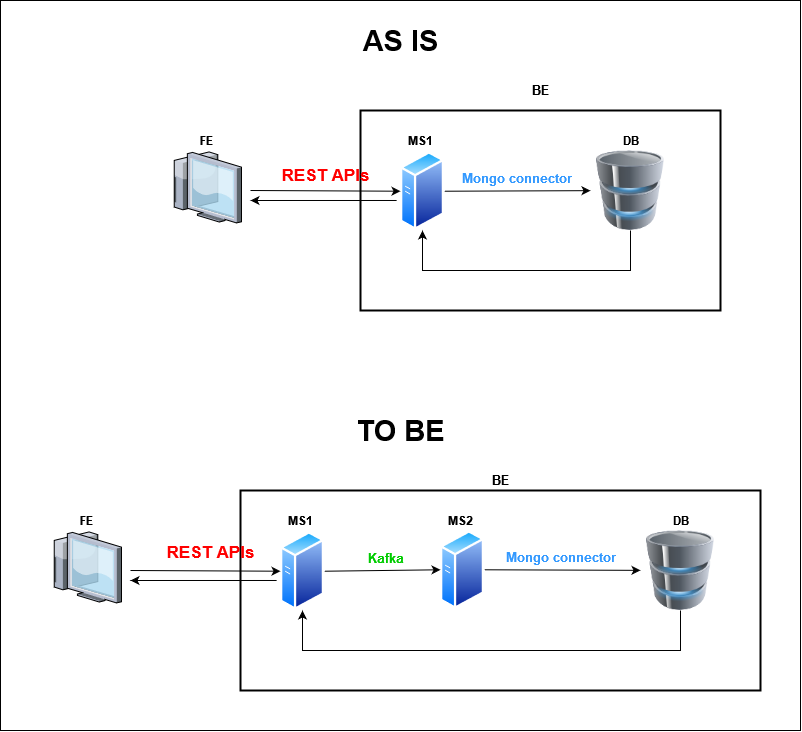 AS IS
BE
FE
MS1
DB
REST APIs
Mongo connector
TO BE
BE
FE
MS1
MS2
DB
REST APIs
Kafka
Mongo connector